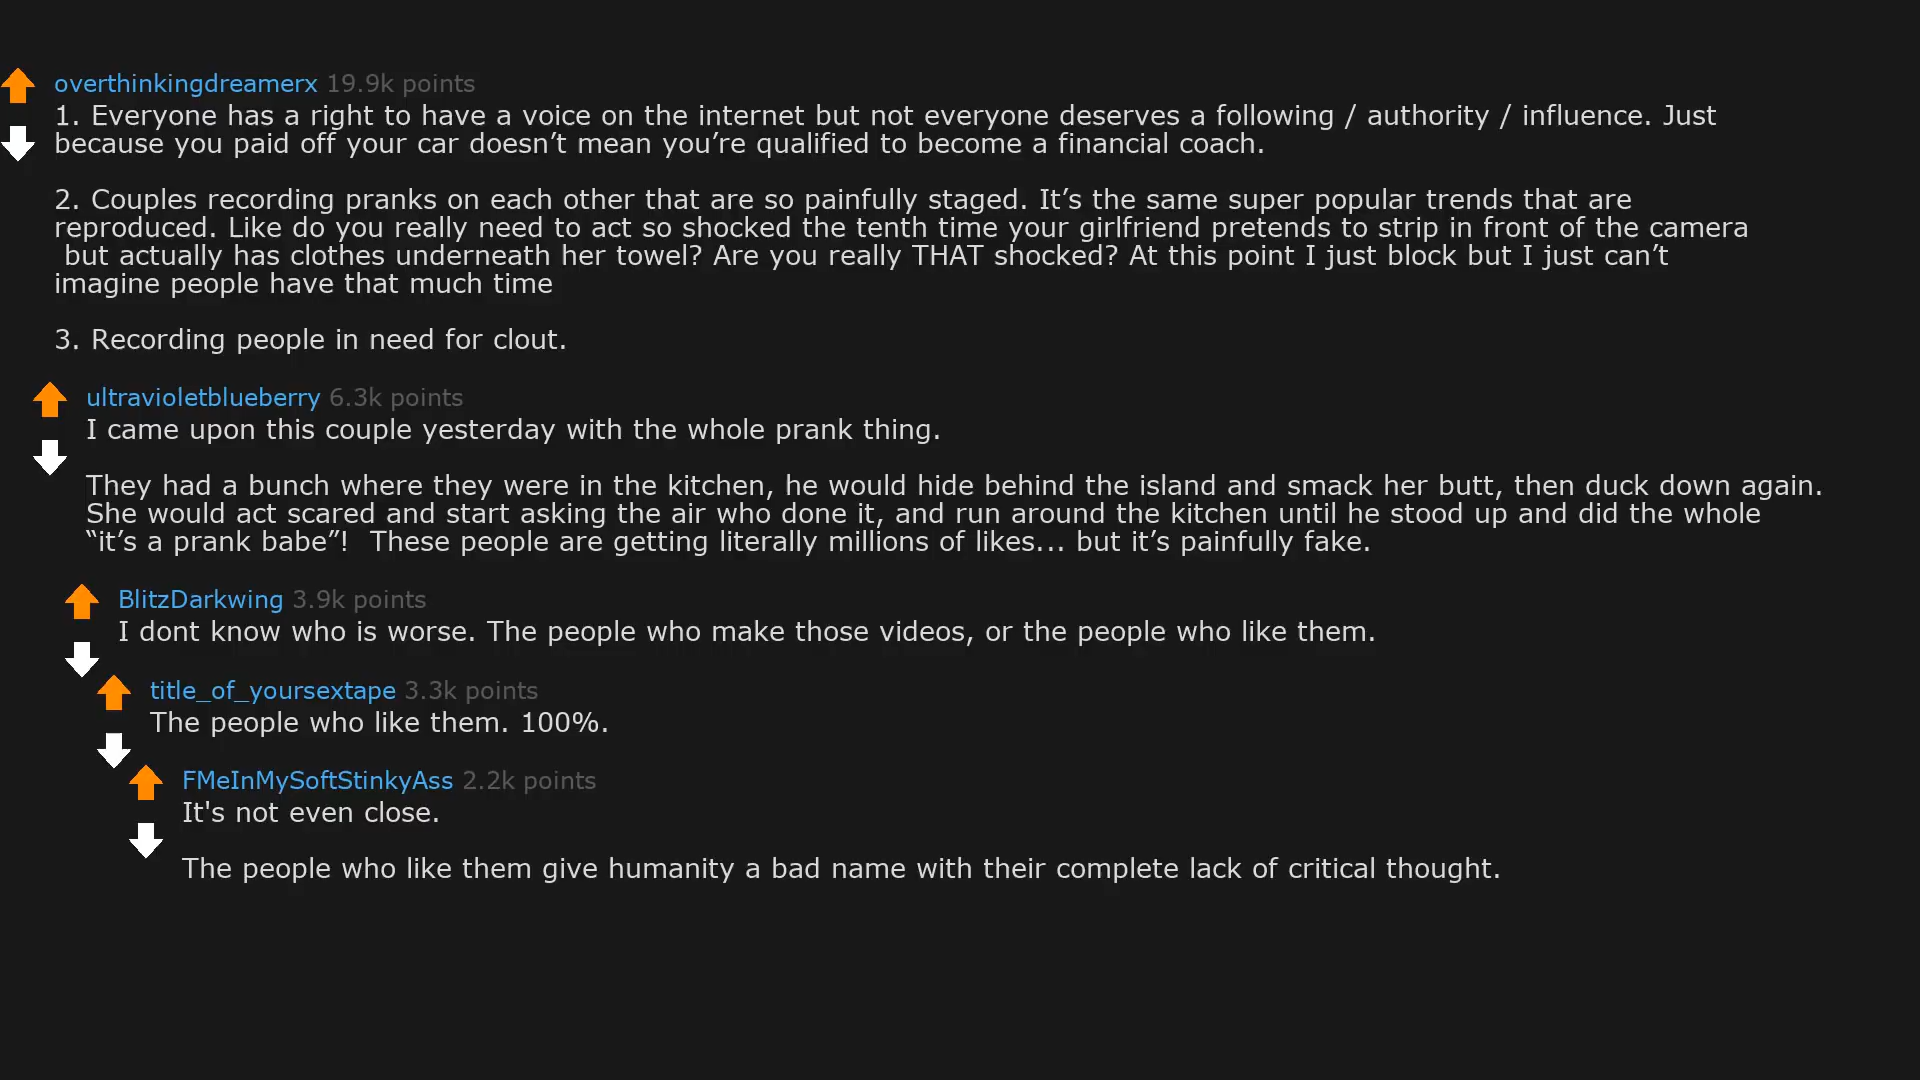 overthinkingdreamerx 19.9k points
1. Everyone has a right to have a voice on the internet but not everyone deserves a following / authority / influence. Just
because you paid off your car doesn’t mean you’re qualified to become a financial coach.
2. Couples recording pranks on each other that are so painfully staged. It’s the same super popular trends that are
reproduced. Like do you really need to act so shocked the tenth time your girlfriend pretends to strip in front of the camera
but actually has clothes underneath her towel? Are you really THAT shocked? At this point I just block but I just can’t
imagine people have that much time
3. Recording people in need for clout.
ultravioletblueberry 6.3k points
I came upon this couple yesterday with the whole prank thing.
They had a bunch where they were in the kitchen, he would hide behind the island and smack her butt, then duck down again.
She would act scared and start asking the air who done it, and run around the kitchen until he stood up and did the whole
“it’s a prank babe”!  These people are getting literally millions of likes... but it’s painfully fake.
BlitzDarkwing 3.9k points
I dont know who is worse. The people who make those videos, or the people who like them.
title_of_yoursextape 3.3k points
The people who like them. 100%.
FMeInMySoftStinkyAss 2.2k points
It's not even close.
The people who like them give humanity a bad name with their complete lack of critical thought.